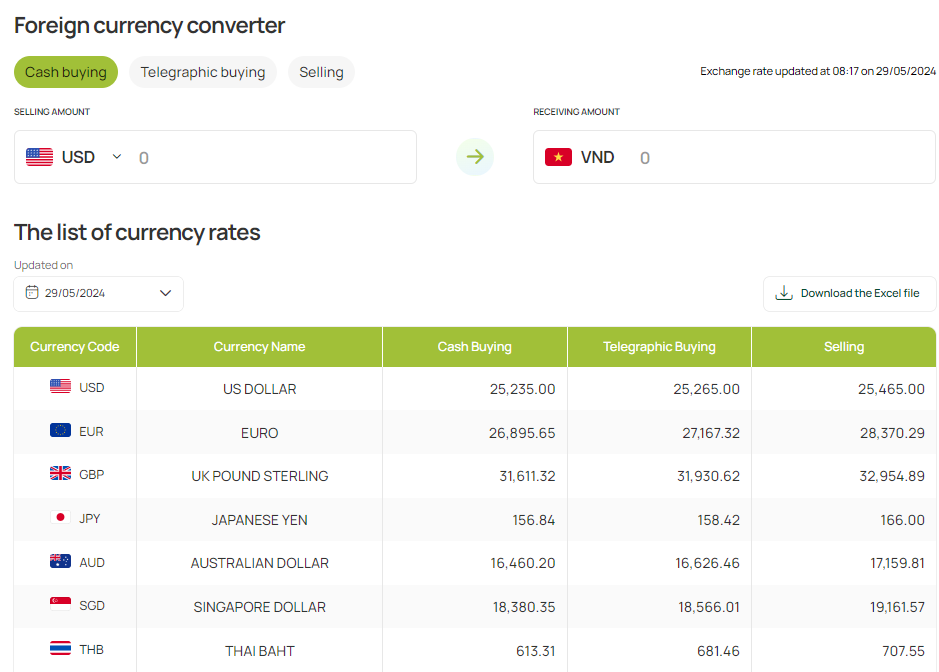 Foreign currency converter
Cash buying Telegraphic buying Selling Exchange rate updated at 08:17 on 29/05/2024
SELLING AMOUNT RECEIVING AMOUNT
USD 0 VND 0
The list of currency rates
Updated on
29/05/2024 Download the Excel file
Currency Code Currency Name Cash Buying Telegraphic Buying Selling
USD US DOLLAR 25,235.00 25,265.00 25,465.00
EUR EURO 26,895.65 27,167.32 28,370.29
GBP UK POUND STERLING 31,611.32 31,930.62 32,954.89
JPY JAPANESE YEN 156.84 158.42 166.00
AUD AUSTRALIAN DOLLAR 16,460.20 16,626.46 17,159.81
SGD SINGAPORE DOLLAR 18,380.35 18,566.01 19,161.57
THB THAI BAHT 613.31 681.46 707.55